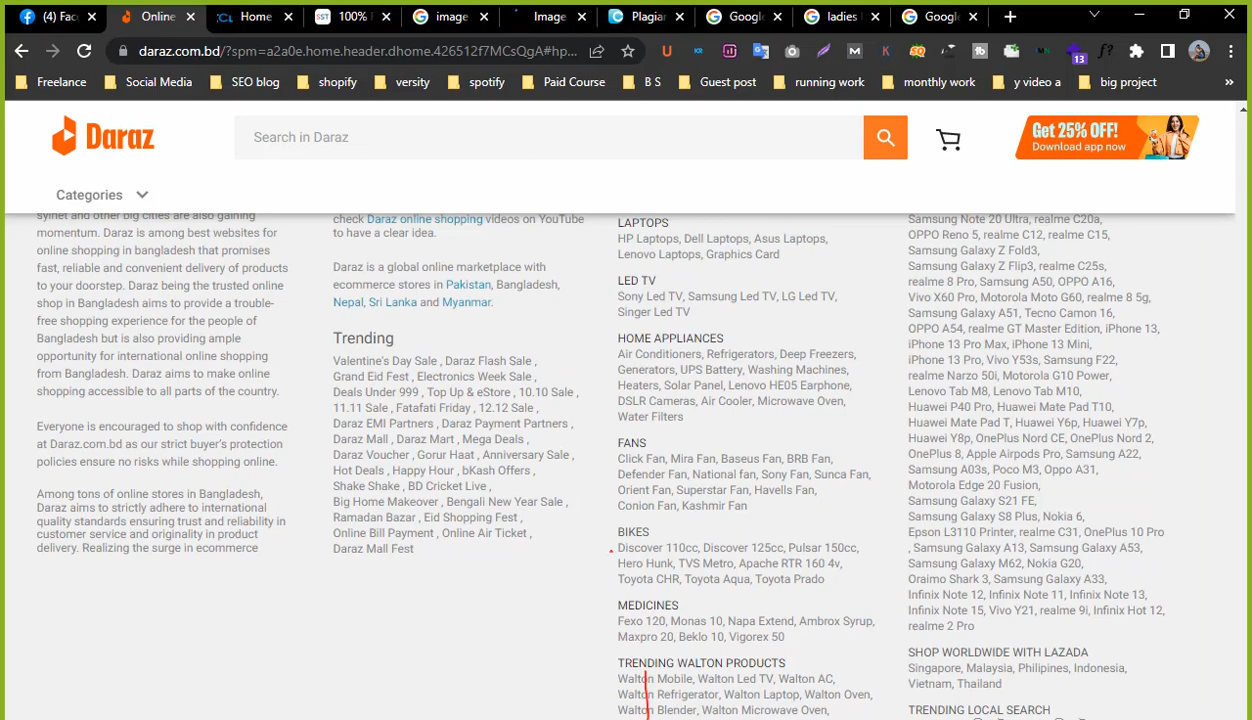 (4) Fac
Online
Home
100%
image
Image
Plagiar
Google
ladies
Google
daraz.com.bd/?spm=a2a0e.home.header.dhome.426512f7MCsQgA#hp...
13
Freelance
Social Media
SEO blog
shopify
versity
spotify
Paid Course
B S
Guest post
running work
monthly work
y video a
big project
»
Daraz
Search in Daraz
Get 25% OFF!
Download app now
Categories
sylhet and other big cities are also gaining
momentum. Daraz is among best websites for
online shopping in bangladesh that promises
fast, reliable and convenient delivery of products
to your doorstep. Daraz being the trusted online
shop in Bangladesh aims to provide a trouble-
free shopping experience for the people of
Bangladesh but is also providing ample
opportunity for international online shopping
from Bangladesh. Daraz aims to make online
shopping accessible to all parts of the country.
Everyone is encouraged to shop with confidence
at Daraz.com.bd as our strict buyer's protection
policies ensure no risks while shopping online.
Among tons of online stores in Bangladesh,
Daraz aims to strictly adhere to international
quality standards ensuring trust and reliability in
customer service and originality in product
delivery. Realizing the surge in ecommerce
check Daraz online shopping videos on YouTube
to have a clear idea.
Daraz is a global online marketplace with
ecommerce stores in Pakistan, Bangladesh,
Nepal, Sri Lanka and Myanmar.
Trending
Valentine's Day Sale , Daraz Flash Sale ,
Grand Eid Fest , Electronics Week Sale ,
Deals Under 999 , Top Up & eStore , 10.10 Sale ,
11.11 Sale , Fatafati Friday , 12.12 Sale ,
Daraz EMI Partners , Daraz Payment Partners ,
Daraz Mall , Daraz Mart , Mega Deals ,
Daraz Voucher , Gorur Haat , Anniversary Sale ,
Hot Deals , Happy Hour , bKash Offers ,
Shake Shake , BD Cricket Live ,
Big Home Makeover , Bengali New Year Sale ,
Ramadan Bazar , Eid Shopping Fest ,
Online Bill Payment , Online Air Ticket ,
Daraz Mall Fest
LAPTOPS
HP Laptops, Dell Laptops, Asus Laptops,
Lenovo Laptops, Graphics Card
LED TV
Sony Led TV, Samsung Led TV, LG Led TV,
Singer Led TV
HOME APPLIANCES
Air Conditioners, Refrigerators, Deep Freezers,
Generators, UPS Battery, Washing Machines,
Heaters, Solar Panel, Lenovo HE05 Earphone,
DSLR Cameras, Air Cooler, Microwave Oven,
Water Filters
FANS
Click Fan, Mira Fan, Baseus Fan, BRB Fan,
Defender Fan, National fan, Sony Fan, Sunca Fan,
Orient Fan, Superstar Fan, Havells Fan,
Conion Fan, Kashmir Fan
BIKES
Discover 110cc, Discover 125cc, Pulsar 150cc,
Hero Hunk, TVS Metro, Apache RTR 160 4v,
Toyota CHR, Toyota Aqua, Toyota Prado
MEDICINES
Fexo 120, Monas 10, Napa Extend, Ambrox Syrup,
Maxpro 20, Beklo 10, Vigorex 50
TRENDING WALTON PRODUCTS
Walton Mobile, Walton Led TV, Walton AC,
Walton Refrigerator, Walton Laptop, Walton Oven,
Walton Blender, Walton Microwave Oven,
Samsung Note 20 Ultra, realme C20a,
OPPO Reno 5, realme C12, realme C15,
Samsung Galaxy Z Fold3,
Samsung Galaxy Z Flip3, realme C25s,
realme 8 Pro, Samsung A50, OPPO A16,
Vivo X60 Pro, Motorola Moto G60, realme 8 5g,
Samsung Galaxy A51, Tecno Camon 16,
OPPO A54, realme GT Master Edition, iPhone 13,
iPhone 13 Pro Max, iPhone 13 Mini,
iPhone 13 Pro, Vivo Y53s, Samsung F22,
realme Narzo 50i, Motorola G10 Power,
Lenovo Tab M8, Lenovo Tab M10,
Huawei P40 Pro, Huawei Mate Pad T10,
Huawei Mate Pad T, Huawei Y6p, Huawei Y7p,
Huawei Y8p, OnePlus Nord CE, OnePlus Nord 2,
OnePlus 8, Apple Airpods Pro, Samsung A22,
Samsung A03s, Poco M3, Oppo A31,
Motorola Edge 20 Fusion,
Samsung Galaxy S21 FE,
Samsung Galaxy S8 Plus, Nokia 6,
Epson L3110 Printer, realme C31, OnePlus 10 Pro
, Samsung Galaxy A13, Samsung Galaxy A53,
Samsung Galaxy M62, Nokia G20,
Oraimo Shark 3, Samsung Galaxy A33,
Infinix Note 12, Infinix Note 11, Infinix Note 13,
Infinix Note 15, Vivo Y21, realme 9i, Infinix Hot 12,
realme 2 Pro
SHOP WORLDWIDE WITH LAZADA
Singapore, Malaysia, Philipines, Indonesia,
Vietnam, Thailand
TRENDING LOCAL SEARCH